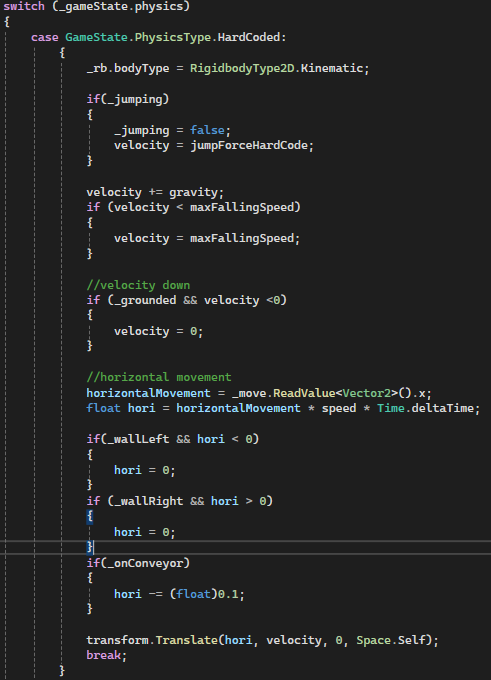 switch (_gameState.physics)
{
    case GameState.PhysicsType.HardCoded:
        {
            _rb.bodyType = RigidbodyType2D.Kinematic;

            if(_jumping)
            {
                _jumping = false;
                velocity = jumpForceHardCode;
            }

            velocity += gravity;
            if (velocity < maxFallingSpeed)
            {
                velocity = maxFallingSpeed;
            }

            //velocity down
            if (_grounded && velocity <0)
            {
                velocity = 0;
            }

            //horizontal movement
            horizontalMovement = _move.ReadValue<Vector2>().x;
            float hori = horizontalMovement * speed * Time.deltaTime;

            if(_wallLeft && hori < 0)
            {
                hori = 0;
            }
            if (_wallRight && hori > 0)
            {
                hori = 0;
            }
            if(_onConveyor)
            {
                hori -= (float)0.1;
            }

            transform.Translate(hori, velocity, 0, Space.Self);
            break;
        }